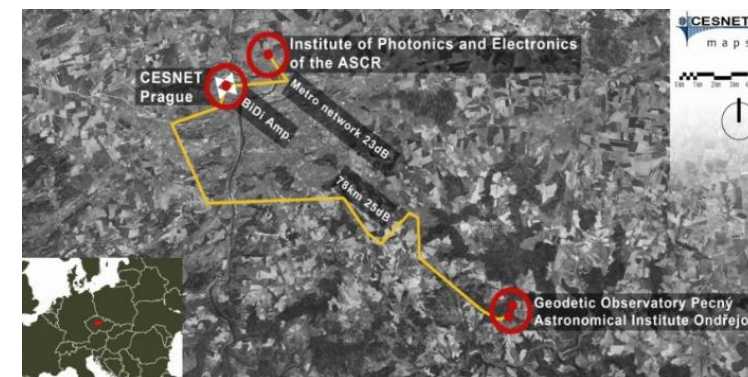 CESNET
maps
Institute of Photonics and Electronics
of the ASCR
CESNET
Prague
BiDi Amp.
Metro network 23dB
78km 25dB
Geodetic Observatory Pecný
Astronomical Institute Ondřejo